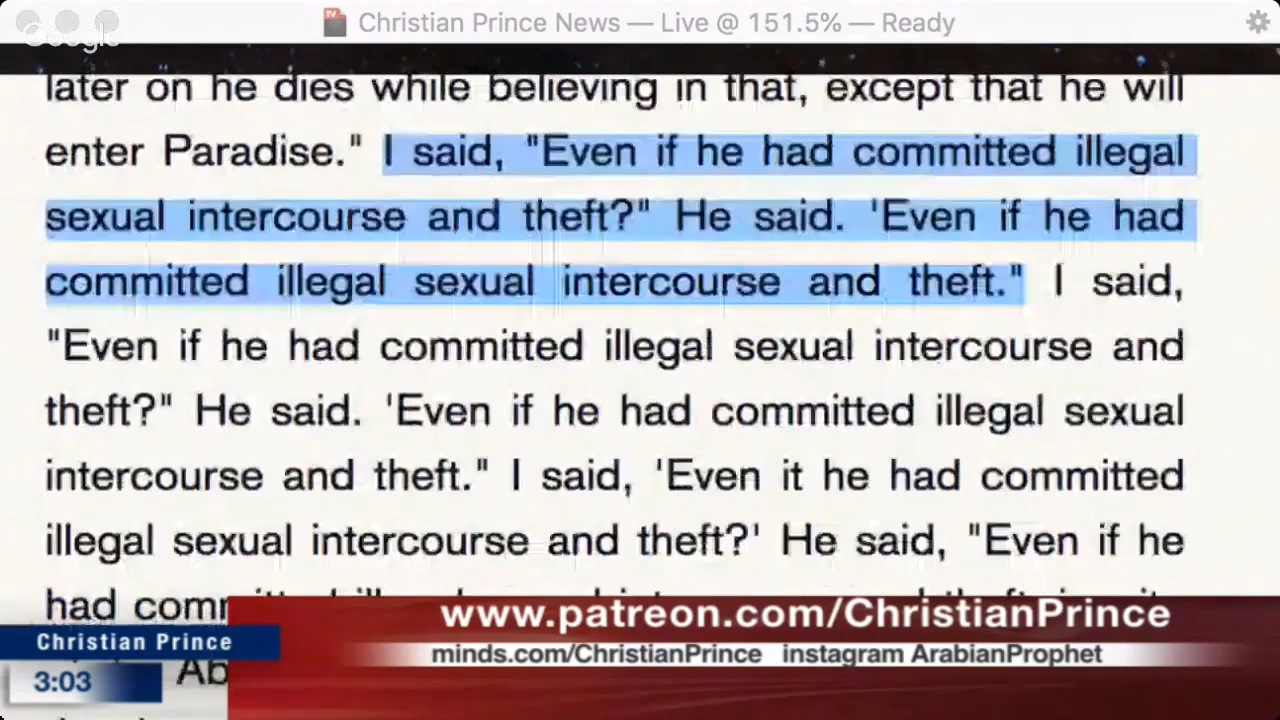 Christian Prince News — Live @ 151.5% — Ready
Google
later on he dies while believing in that, except that he will
enter Paradise." I said, "Even if he had committed illegal
sexual intercourse and theft?" He said. 'Even if he had
committed illegal sexual intercourse and theft." I said,
"Even if he had committed illegal sexual intercourse and
theft?" He said. 'Even if he had committed illegal sexual
intercourse and theft." I said, 'Even it he had committed
illegal sexual intercourse and theft?' He said, "Even if he
had
www.patreon.com/ChristianPrince
Christian Prince
minds.com/ChristianPrince instagram ArabianProphet
3:03